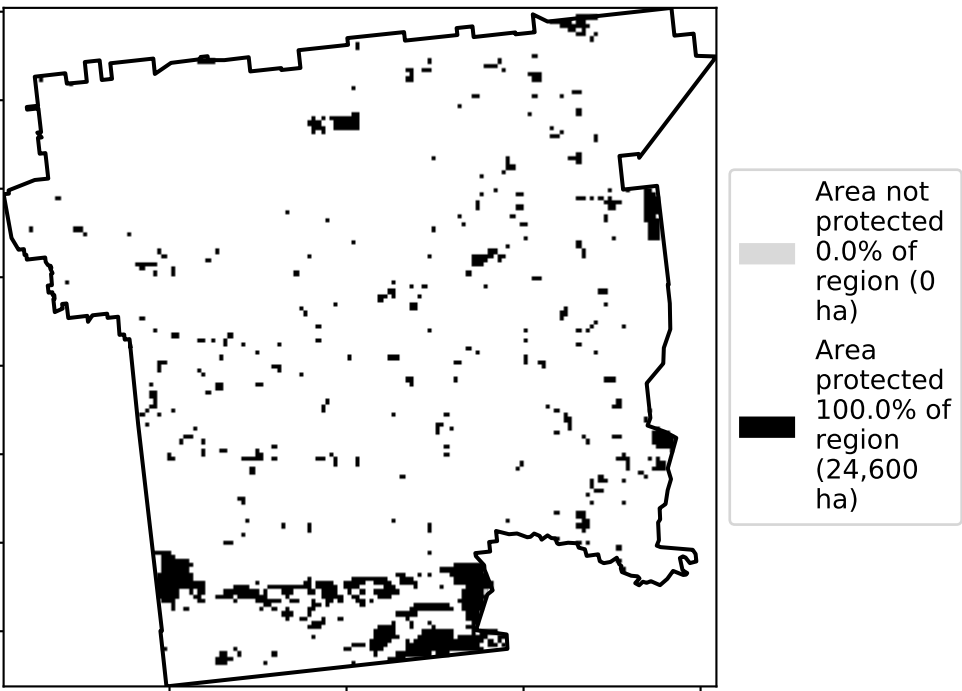 Area not
protected
0.0% of
region (0
ha)
Area
protected
100.0% of
region
(24,600
ha)